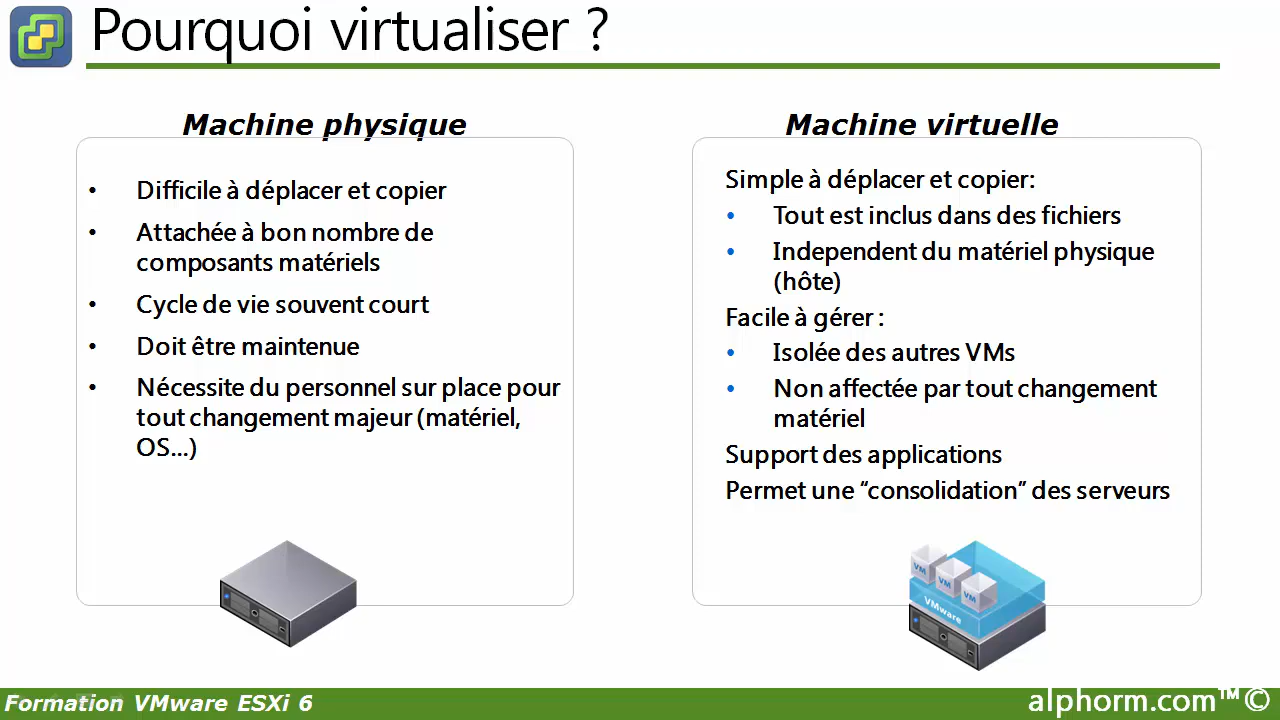 Pourquoi virtualiser ?
Machine physique
• Difficile à déplacer et copier
• Attachée à bon nombre de
composants matériels
• Cycle de vie souvent court
• Doit être maintenue
• Nécessite du personnel sur place pour
tout changement majeur (matériel,
OS...)
Machine virtuelle
Simple à déplacer et copier:
• Tout est inclus dans des fichiers
• Independent du matériel physique
(hôte)
Facile à gérer :
• Isolée des autres VMs
• Non affectée par tout changement
matériel
Support des applications
Permet une “consolidation” des serveurs
VM
VM
VM
VMware
Formation VMware ESXi 6
alphorm.com™©